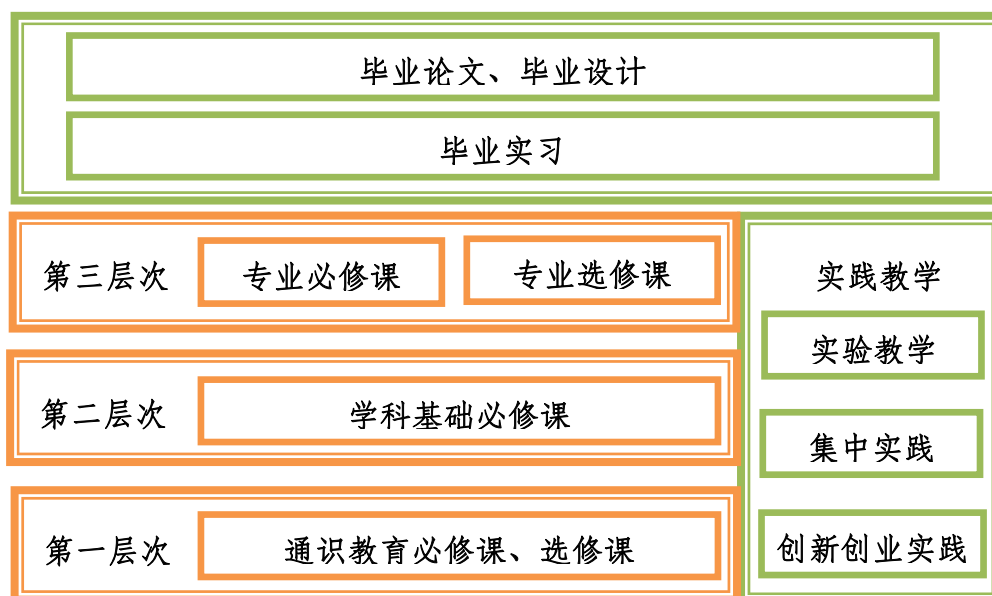 毕业论文、毕业设计
毕业实习
第三层次
专业必修课
专业选修课
第二层次
学科基础必修课
第一层次
通识教育必修课、选修课
实践教学
实验教学
集中实践
创新创业实践